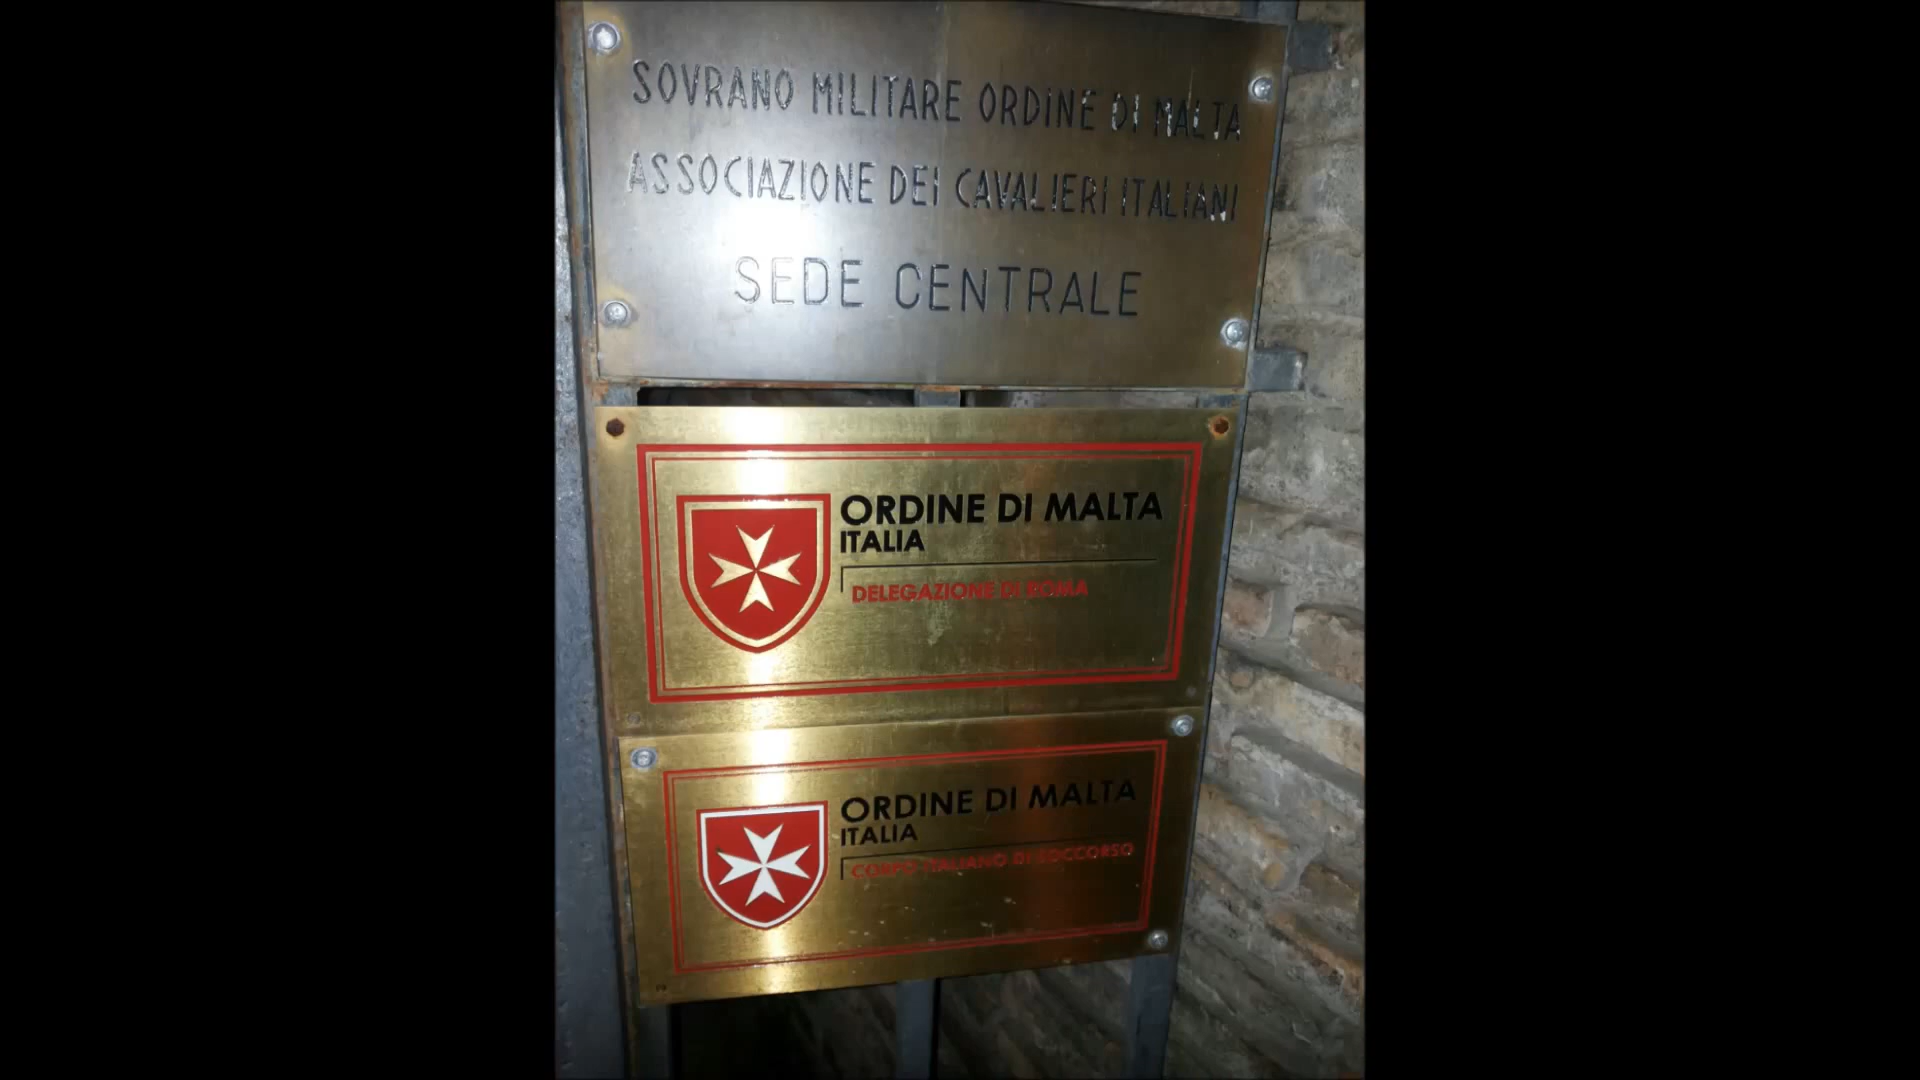 SOVRANO MILITARE ORDINE DI MALTA
ASSOCIAZIONE DEI CAVALIERI ITALIANI
SEDE CENTRALE
ORDINE DI MALTA
ITALIA
DELEGAZIONE DI ROMA
ORDINE DI MALTA
ITALIA
CORPO ITALIANO DI SOCCORSO